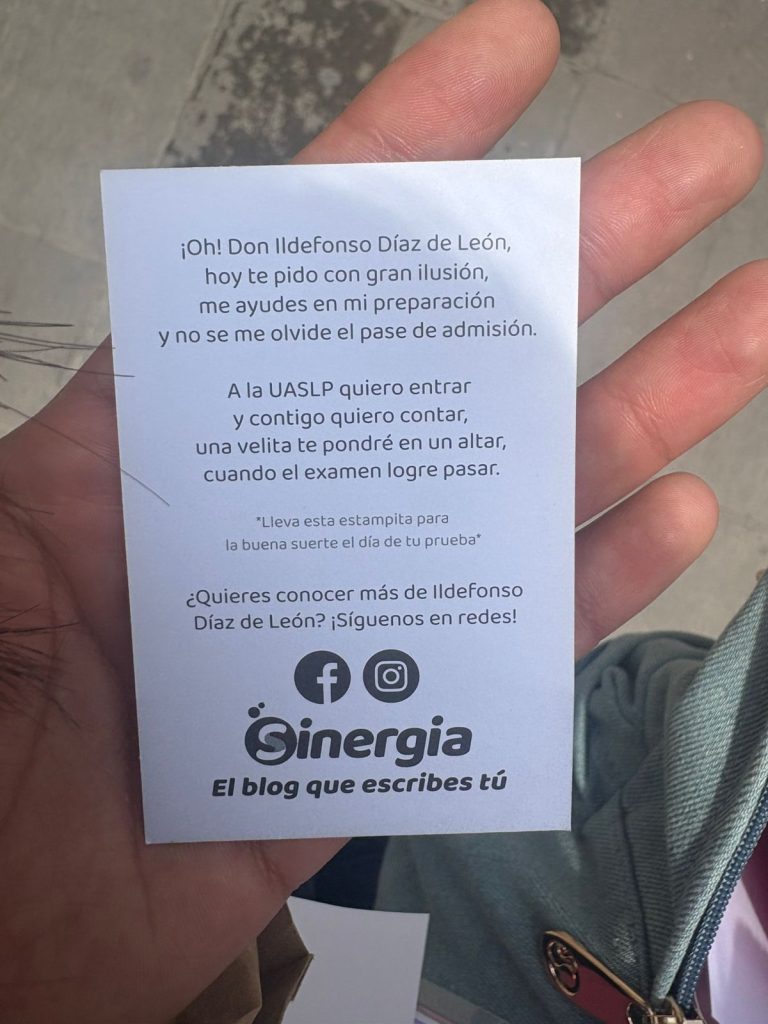 ¡Oh! Don Ildefonso Díaz de León,
hoy te pido con gran ilusión,
me ayudes en mi preparación
y no se me olvide el pase de admisión.
A la UASLP quiero entrar
y contigo quiero contar,
una velita te pondré en un altar,
cuando el examen logre pasar.
*Lleva esta estampita para
la buena suerte el día de tu prueba*
¿Quieres conocer más de Ildefonso
Díaz de León? ¡Síguenos en redes!
Sinergia
El blog que escribes tú